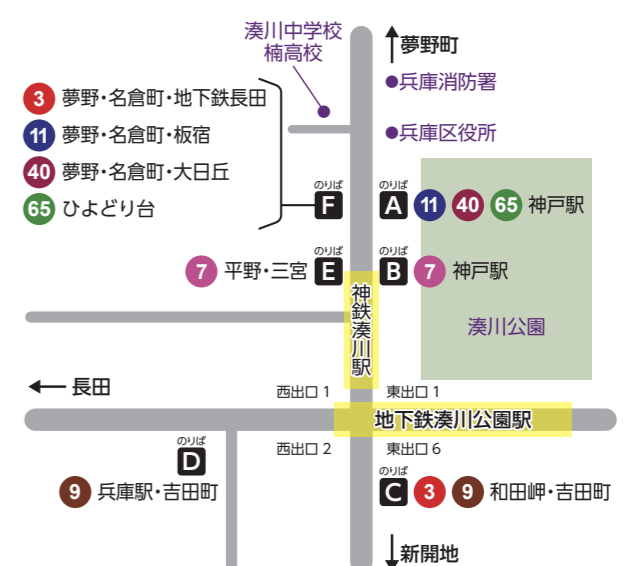 湊川中学校
楠高校
夢野町
●兵庫消防署
●兵庫区役所
3 夢野・名倉町・地下鉄長田
11 夢野・名倉町・板宿
40 夢野・名倉町・大日丘
65 ひよどり台
のりば
F
のりば
A 11 40 65 神戸駅
7 平野・三宮
のりば
E
のりば
B 7 神戸駅
神鉄湊川駅
湊川公園
長田
西出口 1
東出口 1
地下鉄湊川公園駅
西出口 2
東出口 6
のりば
D
9 兵庫駅・吉田町
のりば
C 3 9 和田岬・吉田町
新開地